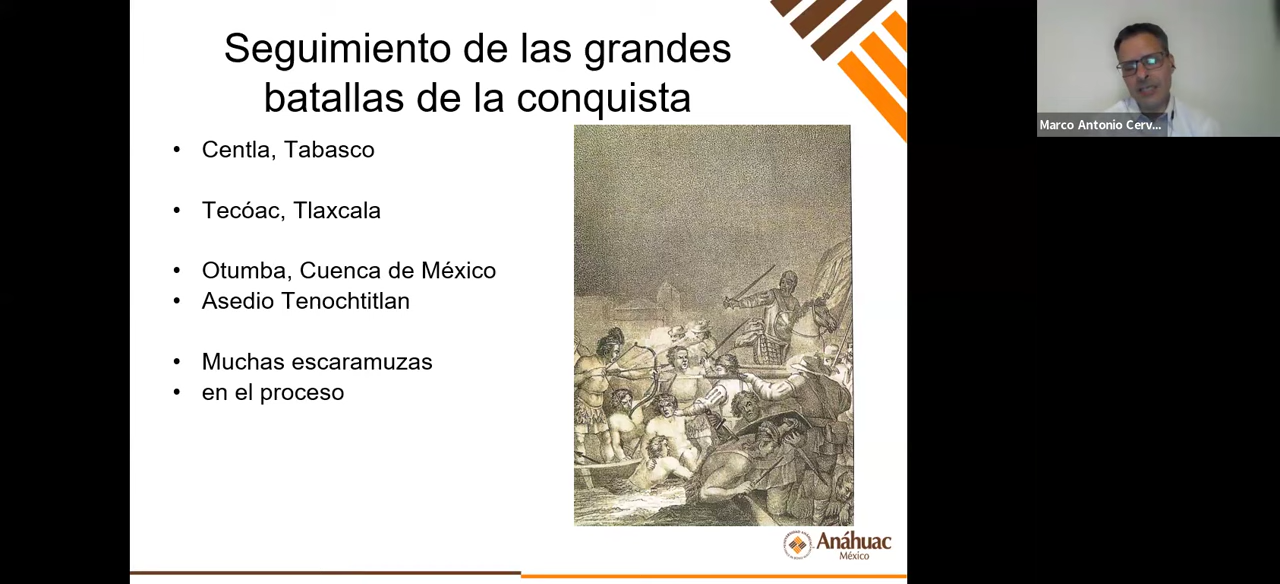 Seguimiento de las grandes
batallas de la conquista
• Centla, Tabasco
• Tecóac, Tlaxcala
• Otumba, Cuenca de México
• Asedio Tenochtitlan
• Muchas escaramuzas
• en el proceso
Anáhuac
México
Marco Antonio Cerv...